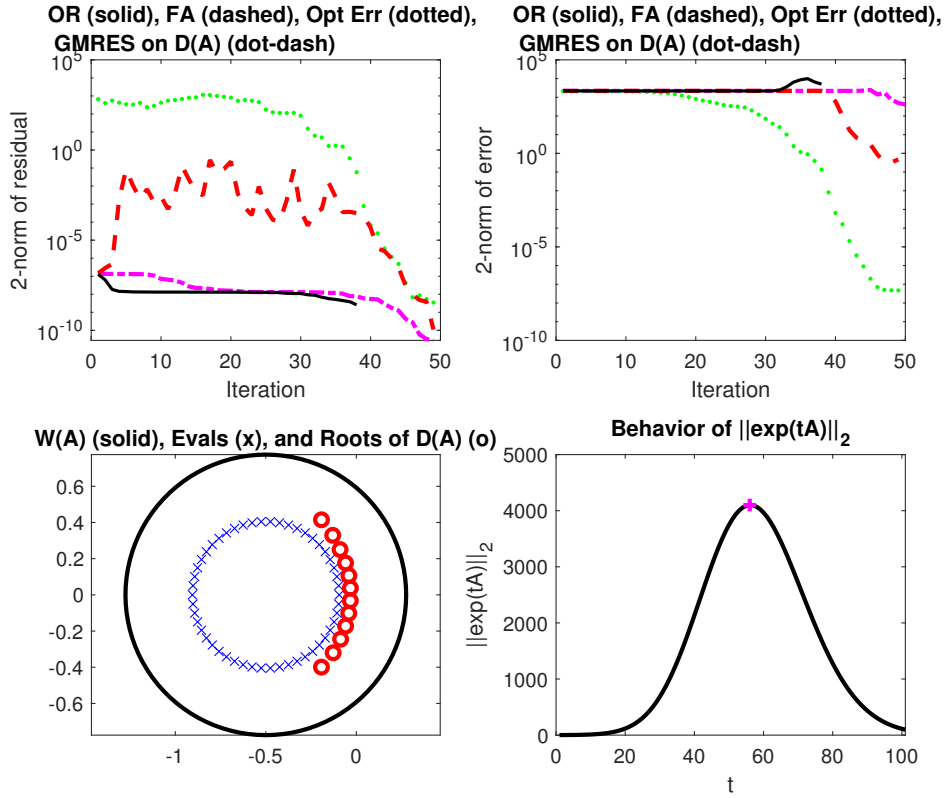 OR (solid), FA (dashed), Opt Err (dotted),
GMRES on D(A) (dot-dash)
10^5
10^0
10^-5
10^-10
2-norm of residual
0 10 20 30 40 50
Iteration
OR (solid), FA (dashed), Opt Err (dotted),
GMRES on D(A) (dot-dash)
10^5
10^0
10^-5
10^-10
2-norm of error
0 10 20 30 40 50
Iteration
W(A) (solid), Evals (x), and Roots of D(A) (o)
0.6
0.4
0.2
0
-0.2
-0.4
-0.6
-1 -0.5 0
Behavior of ||exp(tA)||_2
5000
4000
3000
2000
1000
0
||exp(tA)||_2
0 20 40 60 80 100
t